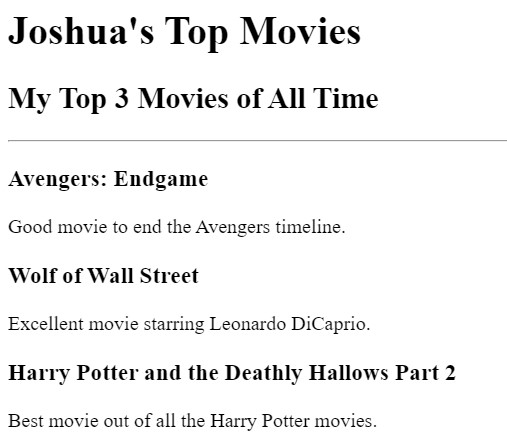 Joshua's Top Movies
My Top 3 Movies of All Time
Avengers: Endgame
Good movie to end the Avengers timeline.
Wolf of Wall Street
Excellent movie starring Leonardo DiCaprio.
Harry Potter and the Deathly Hallows Part 2
Best movie out of all the Harry Potter movies.